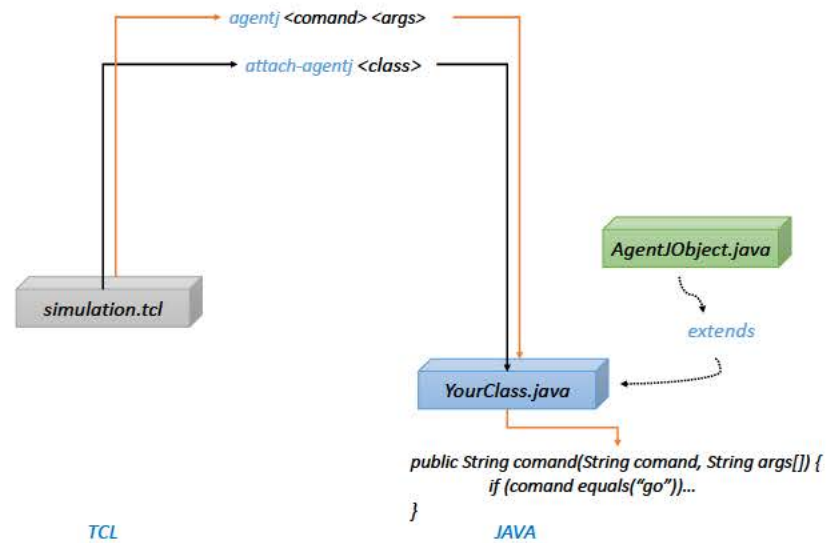 agentj <comand> <args>
attach-agentj <class>
AgentJObject.java
simulation.tcl
extends
YourClass.java
public String comand(String comand, String args[]) {
if (comand equals(“go”))...
}
TCL
JAVA